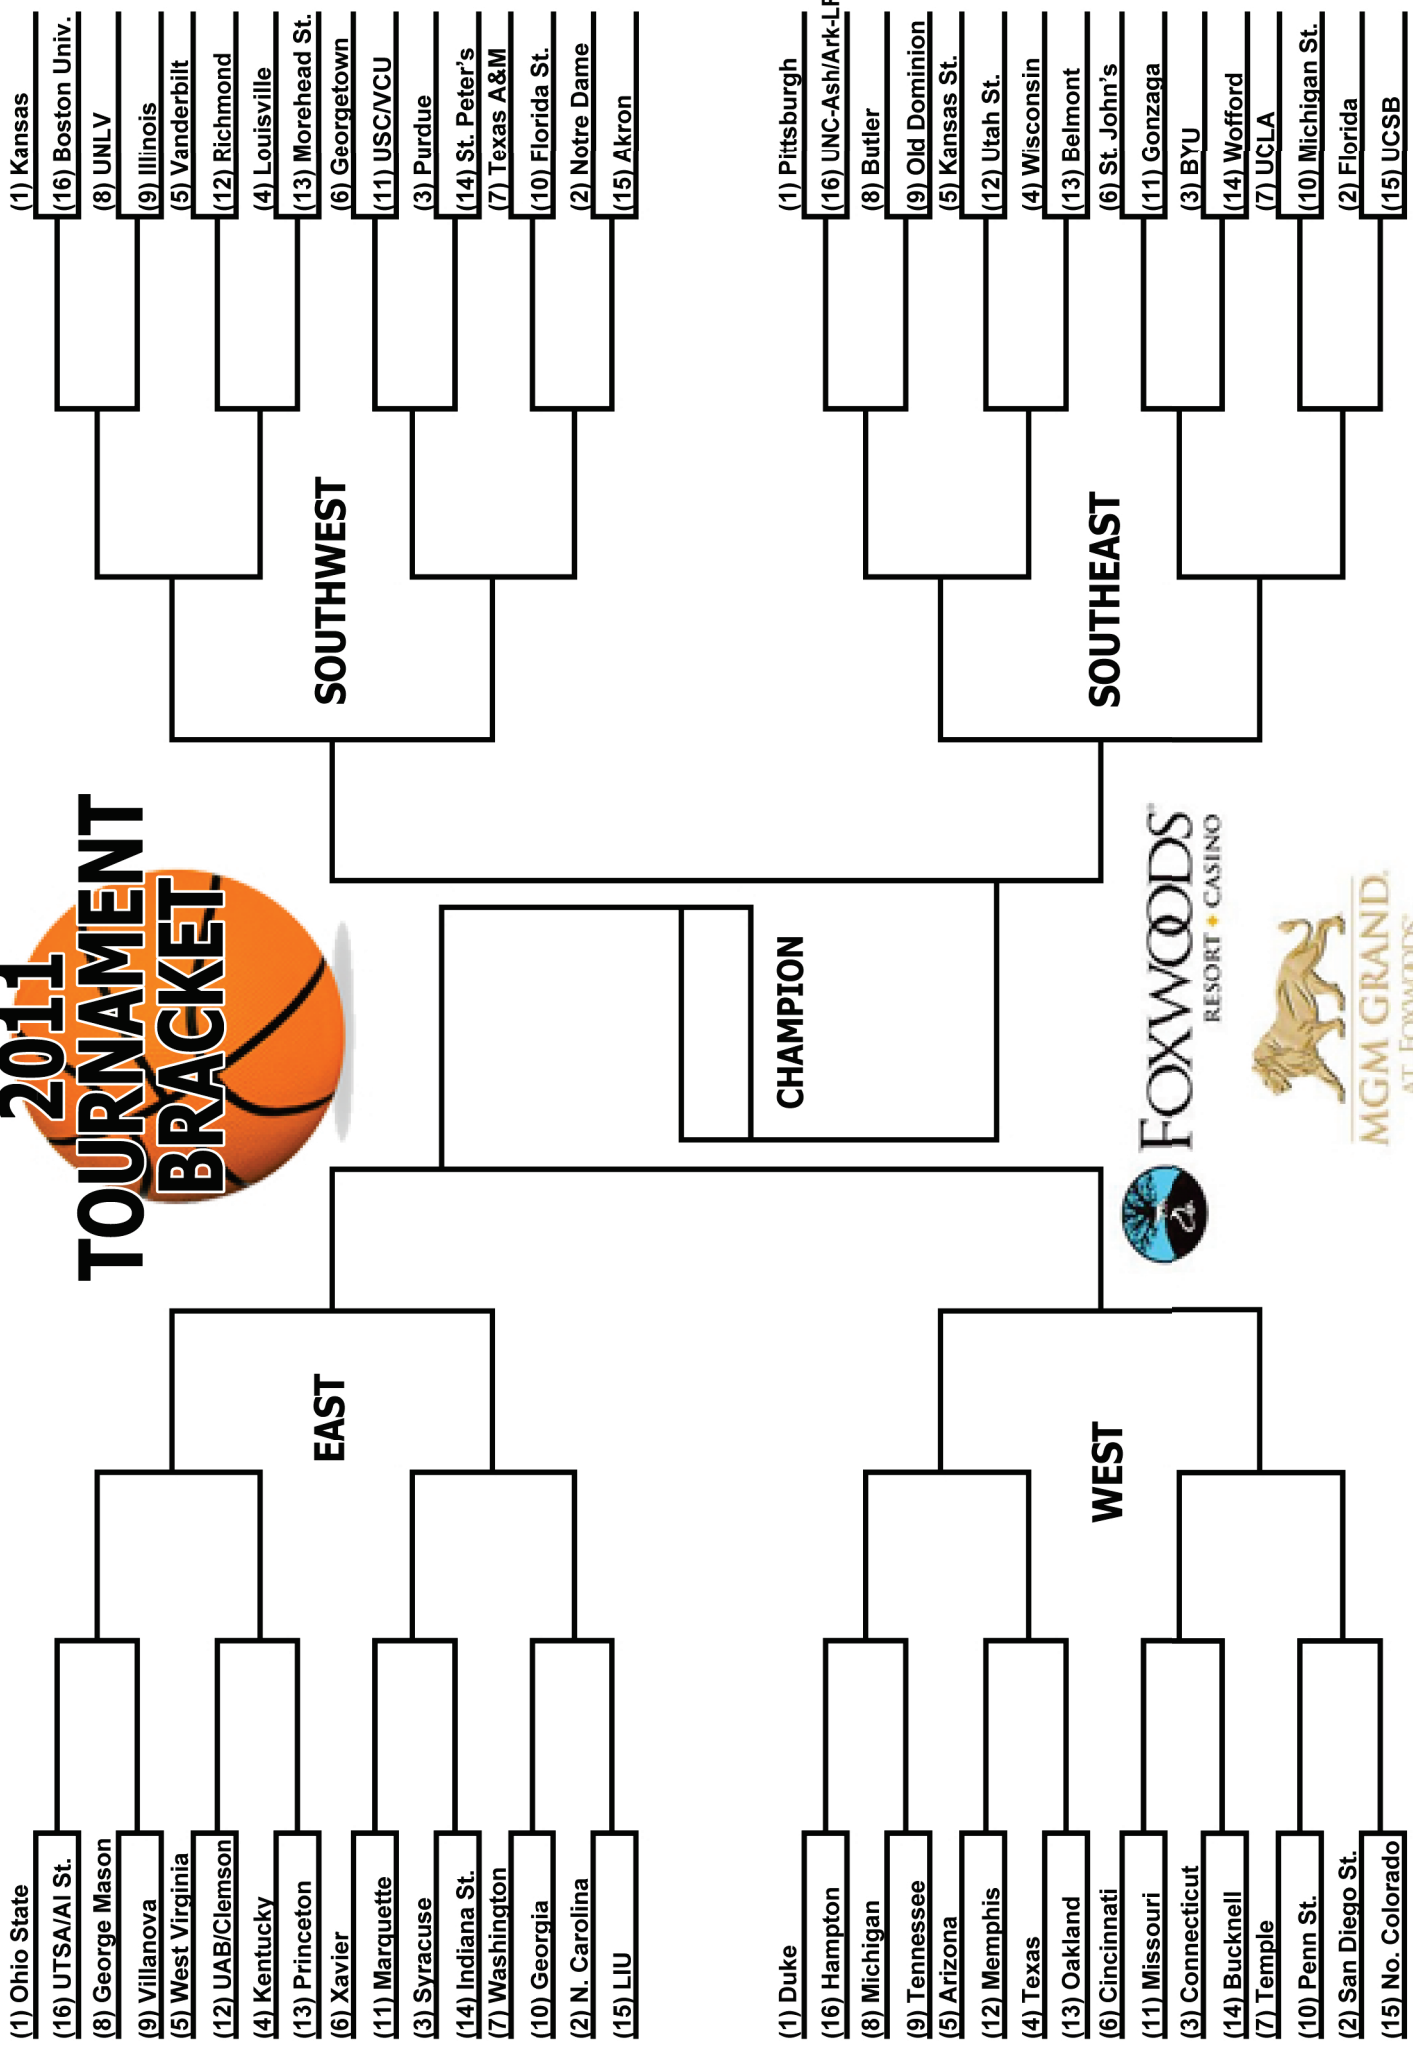 2011
TOURNAMENT
BRACKET
(1) Ohio State
(16) UTSA/Al St.
(8) George Mason
(9) Villanova
(5) West Virginia
(12) UAB/Clemson
(4) Kentucky
(13) Princeton
(6) Xavier
(11) Marquette
(3) Syracuse
(14) Indiana St.
(7) Washington
(10) Georgia
(2) N. Carolina
(15) LIU
EAST
(1) Duke
(16) Hampton
(8) Michigan
(9) Tennessee
(5) Arizona
(12) Memphis
(4) Texas
(13) Oakland
(6) Cincinnati
(11) Missouri
(3) Connecticut
(14) Bucknell
(7) Temple
(10) Penn St.
(2) San Diego St.
(15) No. Colorado
WEST
CHAMPION
(1) Kansas
(16) Boston Univ.
(8) UNLV
(9) Illinois
(5) Vanderbilt
(12) Richmond
(4) Louisville
(13) Morehead St.
(6) Georgetown
(11) USC/VCU
(3) Purdue
(14) St. Peter's
(7) Texas A&M
(10) Florida St.
(2) Notre Dame
(15) Akron
SOUTHWEST
(1) Pittsburgh
(16) UNC-Ash/Ark-LR
(8) Butler
(9) Old Dominion
(5) Kansas St.
(12) Utah St.
(4) Wisconsin
(13) Belmont
(6) St. John's
(11) Gonzaga
(3) BYU
(14) Wofford
(7) UCLA
(10) Michigan St.
(2) Florida
(15) UCSB
SOUTHEAST
FOXWOODS®
RESORT CASINO
MGM GRAND.
AT FOXWOODS